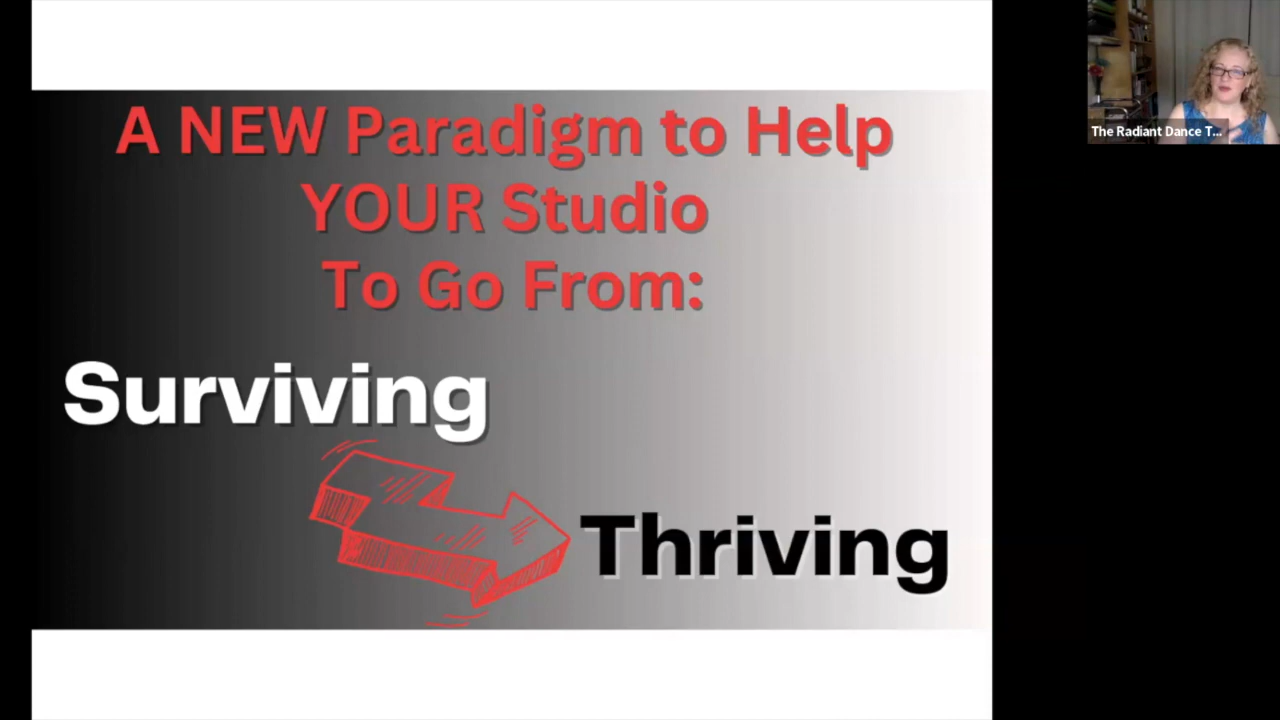 A NEW Paradigm to Help
YOUR Studio
To Go From:
Surviving
Thriving
The Radiant Dance T...